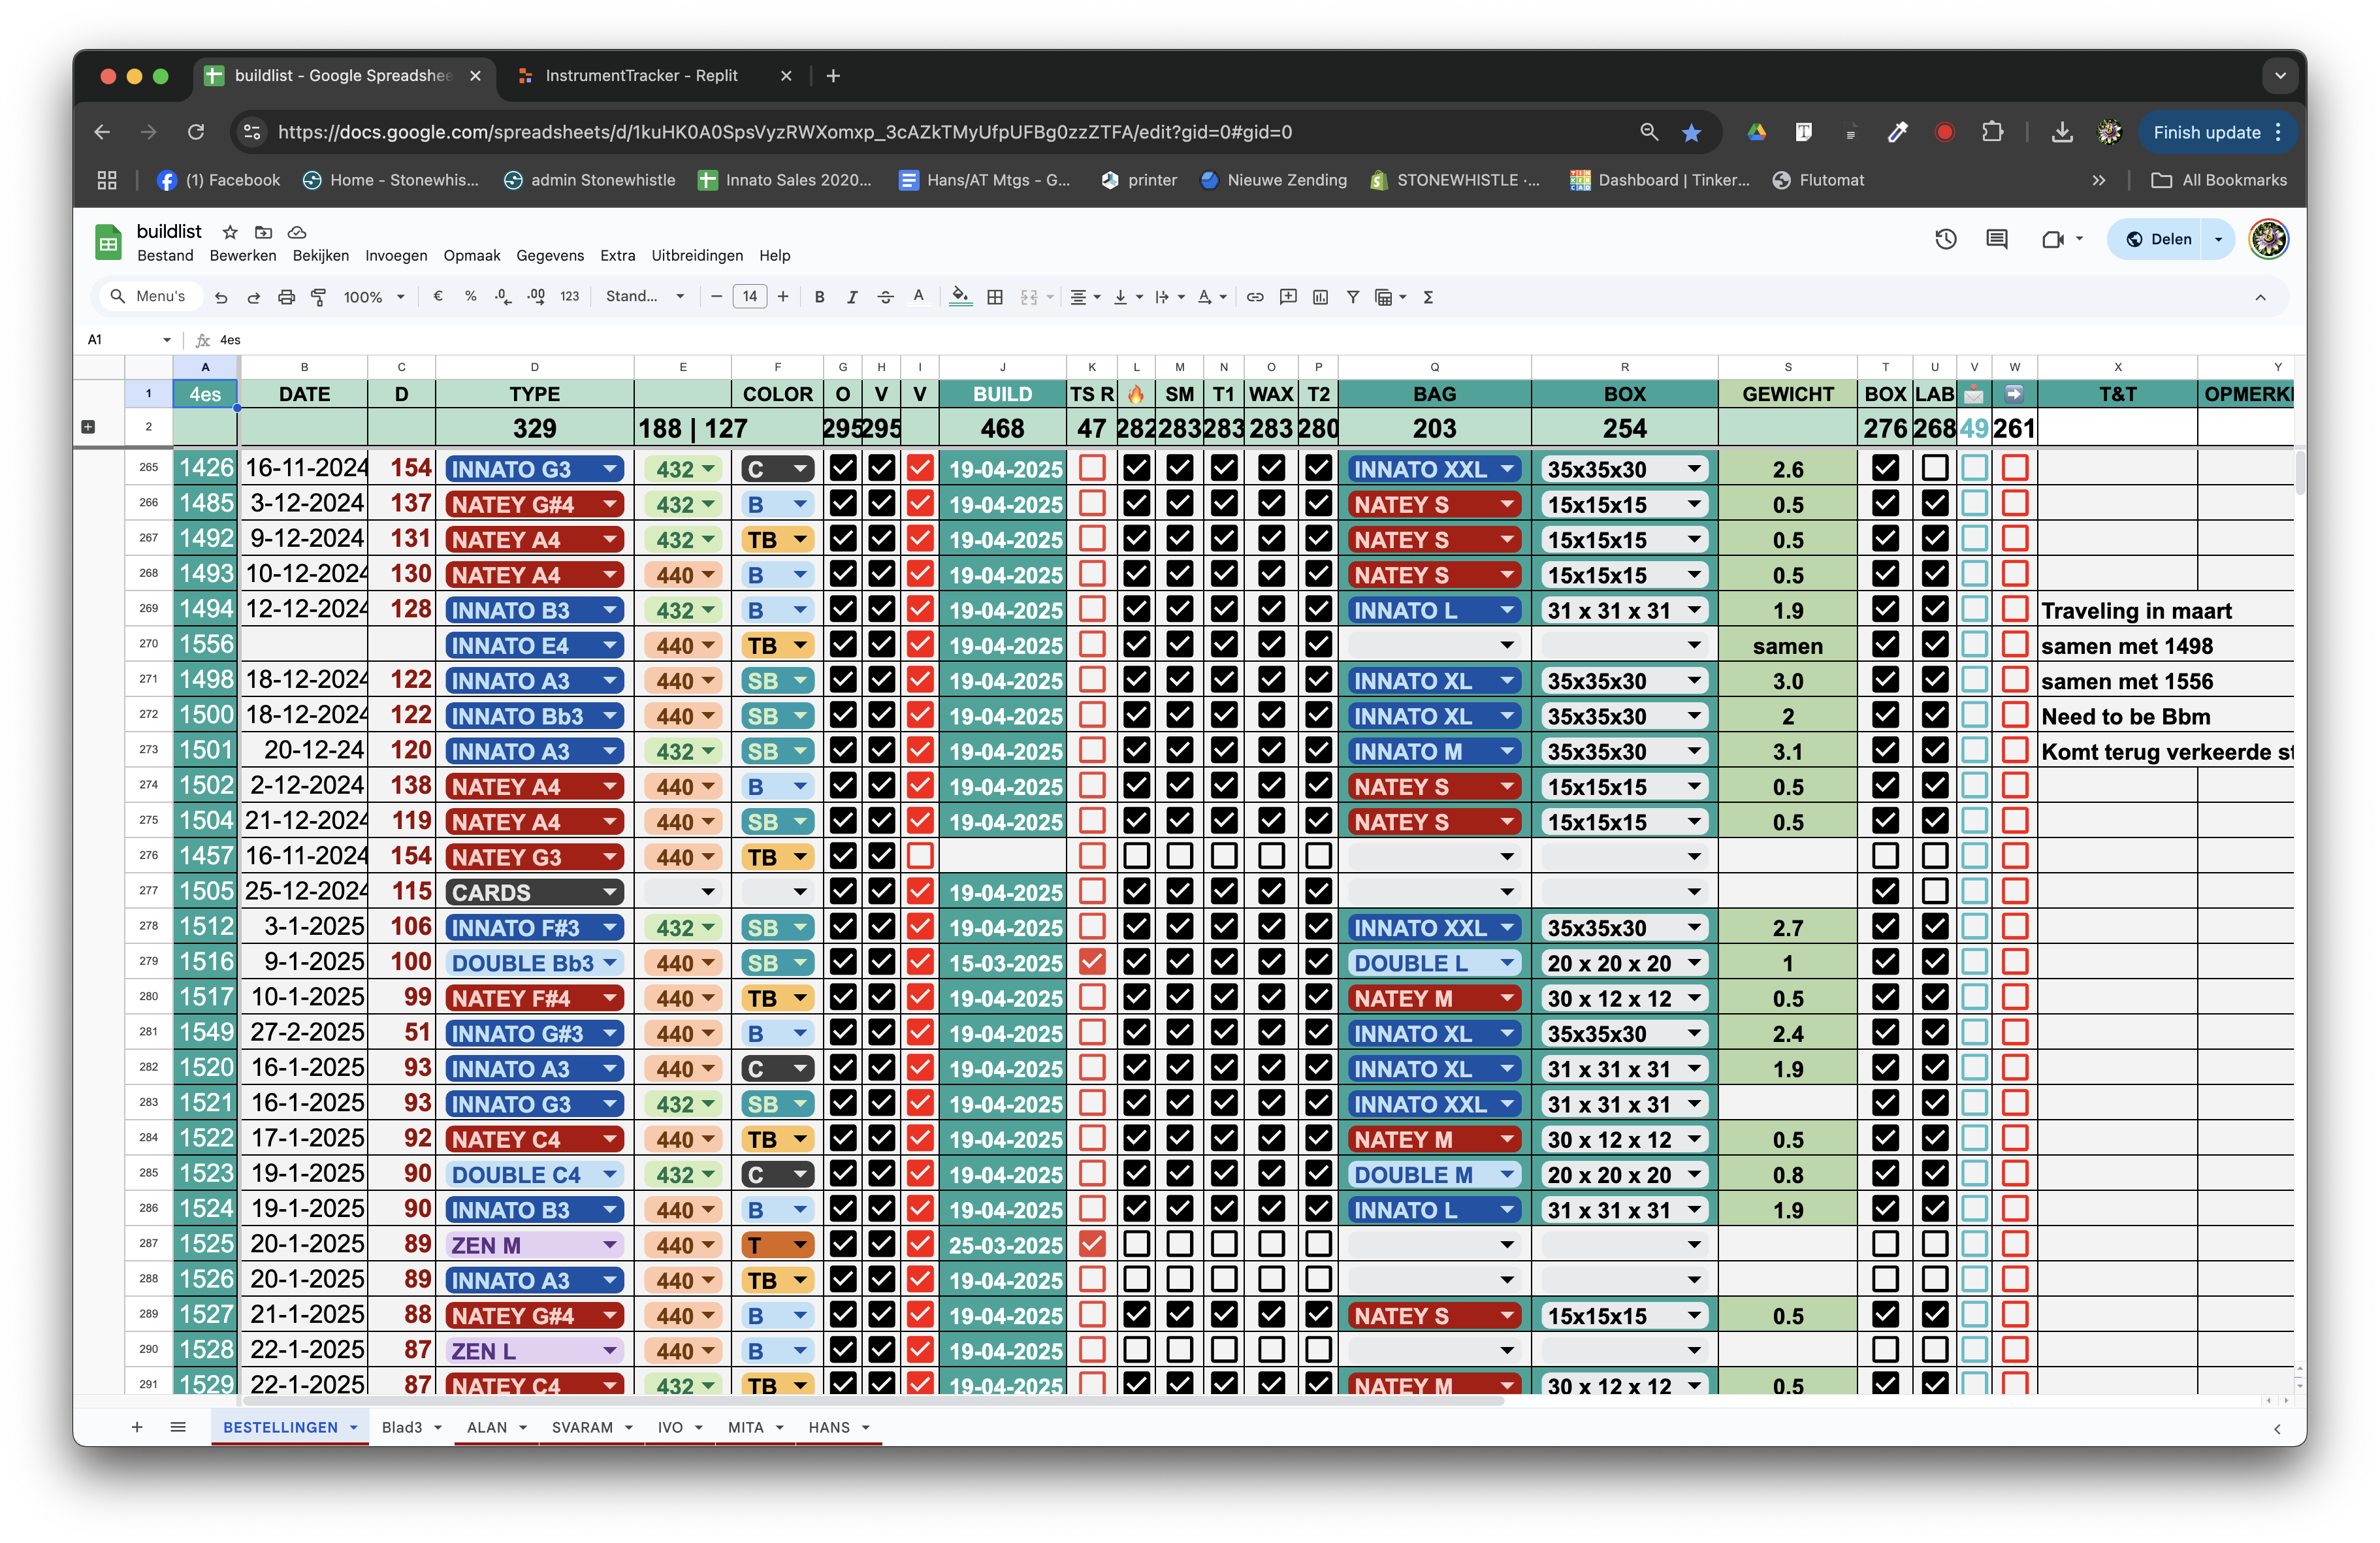 buildlist - Google Spreadshee
InstrumentTracker - Replit
https://docs.google.com/spreadsheets/d/1kuHK0A0SpsVyzRWXomxp_3cAZkTMyUfpUFBg0zzZTFA/edit?gid=0#gid=0
Finish update
(1) Facebook Home - Stonewhis... admin Stonewhistle Innato Sales 2020... Hans/AT Mtgs - G... printer Nieuwe Zending STONEWHISTLE ·... Dashboard | Tinker... Flutomat » All Bookmarks
buildlist
Delen
Bestand Bewerken Bekijken Invoegen Opmaak Gegevens Extra Uitbreidingen Help
Menu's 100% € % .0 .00 123 Stand... − 14 + B I A Σ
A1 fx 4es
A B C D E F G H I J K L M N O P Q R S T U V W X Y
1 4es DATE D TYPE COLOR O V V BUILD TS R 🔥 SM T1 WAX T2 BAG BOX GEWICHT BOX LAB 📩 ➡️ T&T OPMERKI
2 329 188 | 127 295 295 468 47 282 283 283 283 280 203 254 276 268 49 261
265 1426 16-11-2024 154 INNATO G3 432 C 19-04-2025 INNATO XXL 35x35x30 2.6
266 1485 3-12-2024 137 NATEY G#4 432 B 19-04-2025 NATEY S 15x15x15 0.5
267 1492 9-12-2024 131 NATEY A4 432 TB 19-04-2025 NATEY S 15x15x15 0.5
268 1493 10-12-2024 130 NATEY A4 440 B 19-04-2025 NATEY S 15x15x15 0.5
269 1494 12-12-2024 128 INNATO B3 432 B 19-04-2025 INNATO L 31 x 31 x 31 1.9 Traveling in maart
270 1556 INNATO E4 440 TB 19-04-2025 samen samen met 1498
271 1498 18-12-2024 122 INNATO A3 440 SB 19-04-2025 INNATO XL 35x35x30 3.0 samen met 1556
272 1500 18-12-2024 122 INNATO Bb3 440 SB 19-04-2025 INNATO XL 35x35x30 2 Need to be Bbm
273 1501 20-12-24 120 INNATO A3 432 SB 19-04-2025 INNATO M 35x35x30 3.1 Komt terug verkeerde st
274 1502 2-12-2024 138 NATEY A4 440 B 19-04-2025 NATEY S 15x15x15 0.5
275 1504 21-12-2024 119 NATEY A4 440 SB 19-04-2025 NATEY S 15x15x15 0.5
276 1457 16-11-2024 154 NATEY G3 440 TB
277 1505 25-12-2024 115 CARDS 19-04-2025
278 1512 3-1-2025 106 INNATO F#3 432 SB 19-04-2025 INNATO XXL 35x35x30 2.7
279 1516 9-1-2025 100 DOUBLE Bb3 440 SB 15-03-2025 DOUBLE L 20 x 20 x 20 1
280 1517 10-1-2025 99 NATEY F#4 440 TB 19-04-2025 NATEY M 30 x 12 x 12 0.5
281 1549 27-2-2025 51 INNATO G#3 440 B 19-04-2025 INNATO XL 35x35x30 2.4
282 1520 16-1-2025 93 INNATO A3 440 C 19-04-2025 INNATO XL 31 x 31 x 31 1.9
283 1521 16-1-2025 93 INNATO G3 432 SB 19-04-2025 INNATO XXL 31 x 31 x 31
284 1522 17-1-2025 92 NATEY C4 440 TB 19-04-2025 NATEY M 30 x 12 x 12 0.5
285 1523 19-1-2025 90 DOUBLE C4 432 C 19-04-2025 DOUBLE M 20 x 20 x 20 0.8
286 1524 19-1-2025 90 INNATO B3 440 B 19-04-2025 INNATO L 31 x 31 x 31 1.9
287 1525 20-1-2025 89 ZEN M 440 T 25-03-2025
288 1526 20-1-2025 89 INNATO A3 440 TB 19-04-2025
289 1527 21-1-2025 88 NATEY G#4 440 B 19-04-2025 NATEY S 15x15x15 0.5
290 1528 22-1-2025 87 ZEN L 440 B 19-04-2025
291 1529 22-1-2025 87 NATEY C4 432 TB 19-04-2025 NATEY M 30 x 12 x 12 0.5
BESTELLINGEN Blad3 ALAN SVARAM IVO MITA HANS